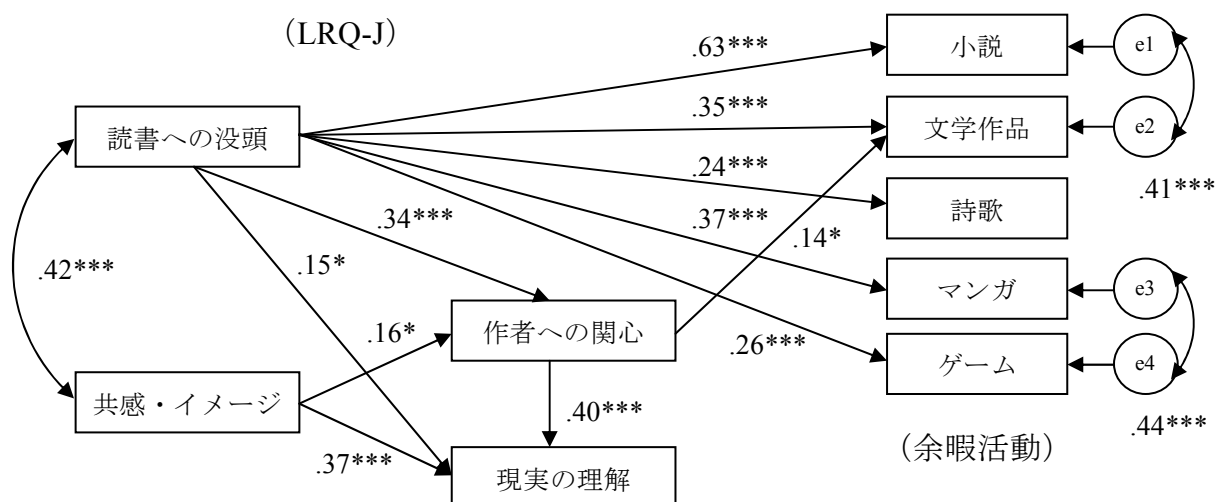 （LRQ-J）
.63***
小説
e1
読書への没頭
.35***
文学作品
e2
.41***
.24***
詩歌
.34***
.37***
.14*
.42***
.15*
マンガ
e3
作者への関心
.16*
.26***
ゲーム
e4
共感・イメージ
.40***
.44***
（余暇活動）
.37***
現実の理解